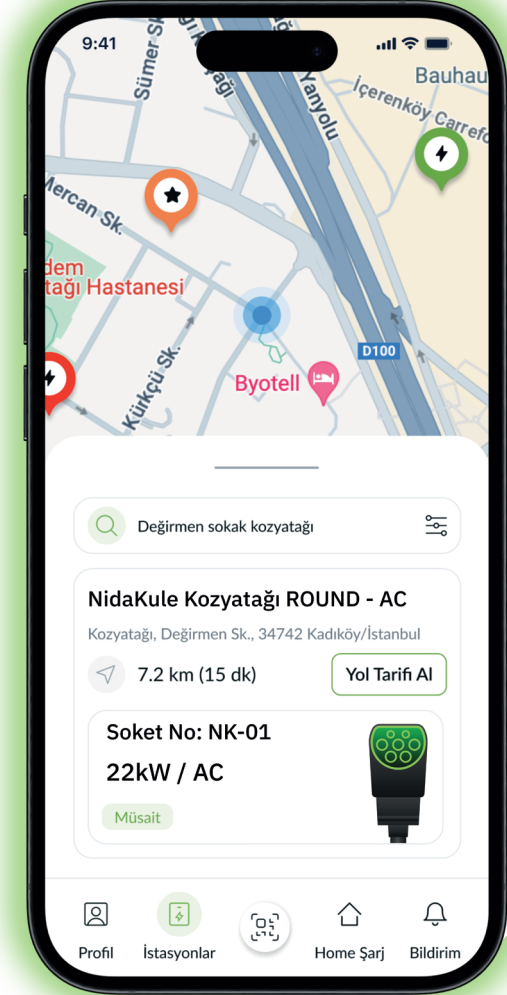 9:41
Sümer Sk
Yanyolu
Bauhau
İçerenköy Carrefo
Mercan Sk.
dem
tağı Hastanesi
D100
Kürkçü Sk.
Byotell
Değirmen sokak kozyatağı
NidaKule Kozyatağı ROUND - AC
Kozyatağı, Değirmen Sk., 34742 Kadıköy/İstanbul
7.2 km (15 dk)
Yol Tarifi Al
Soket No: NK-01
22kW / AC
Müsait
Profil
İstasyonlar
Home Şarj
Bildirim